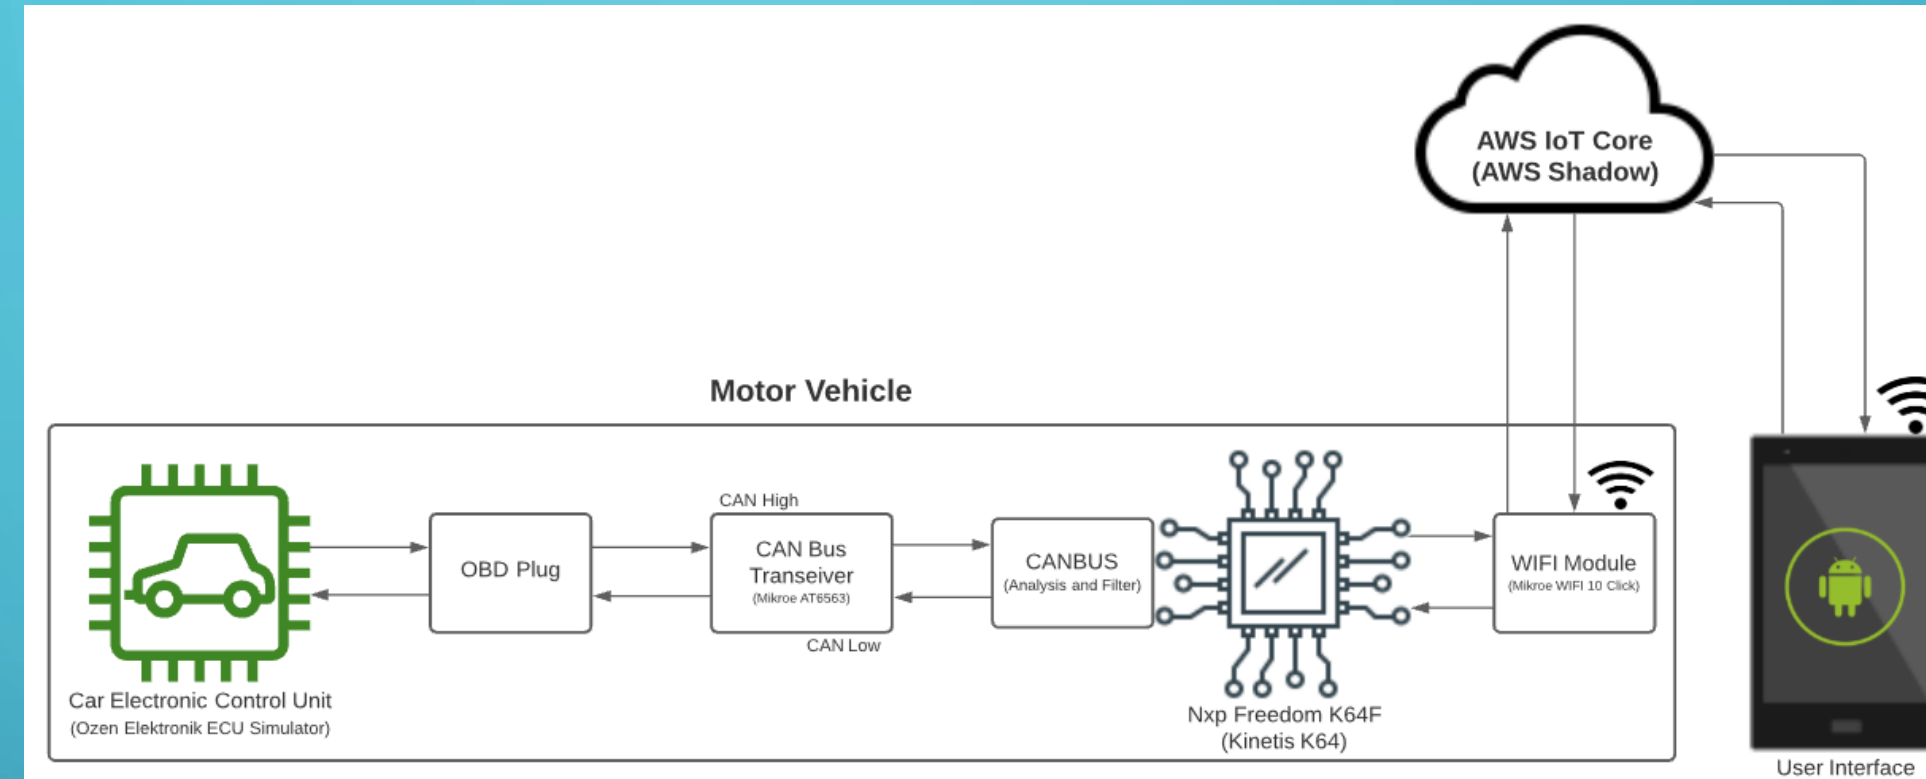 AWS IoT Core
(AWS Shadow)
Motor Vehicle
CAN High
OBD Plug
CAN Bus
Transeiver
(Mikroe AT6563)
CAN Low
CANBUS
(Analysis and Filter)
WIFI Module
(Mikroe WIFI 10 Click)
Car Electronic Control Unit
(Ozen Elektronik ECU Simulator)
Nxp Freedom K64F
(Kinetis K64)
User Interface